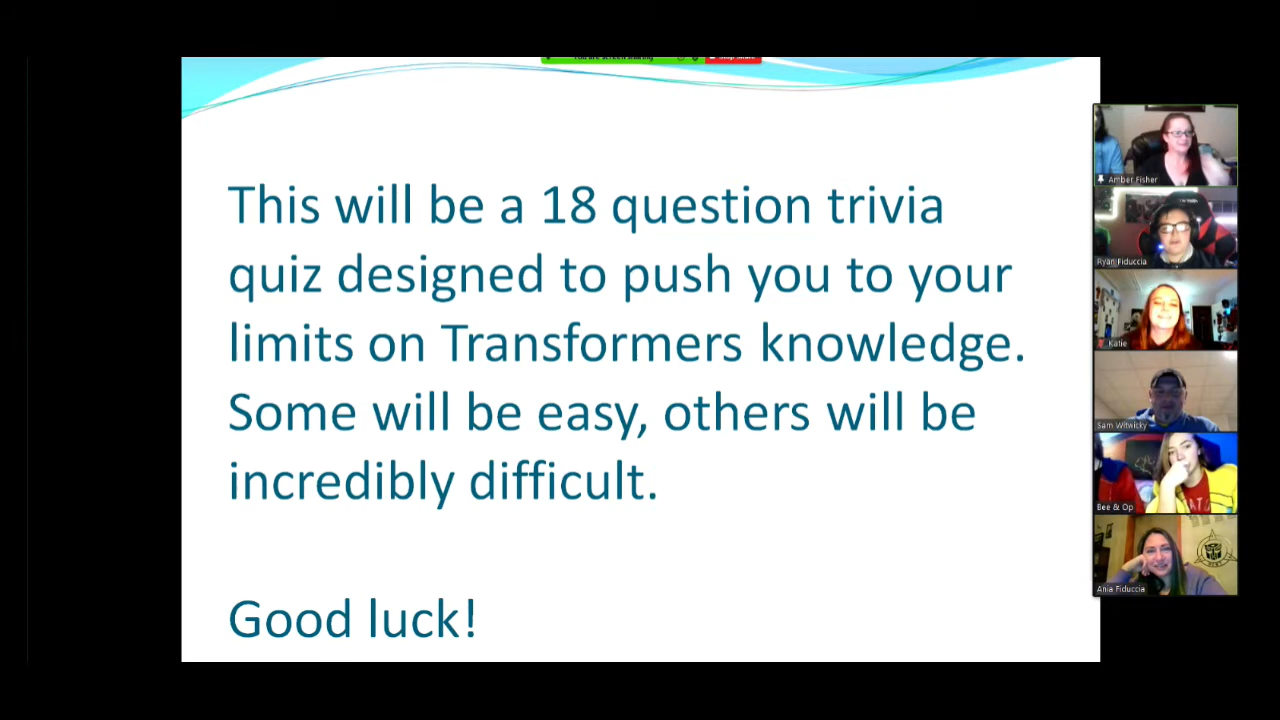 This will be a 18 question trivia
quiz designed to push you to your
limits on Transformers knowledge.
Some will be easy, others will be
incredibly difficult.
Good luck!
Amber Fisher
Ryan Fiduccia
Katie
Sam Witwicky
Bee & Op
Ania Fiduccia